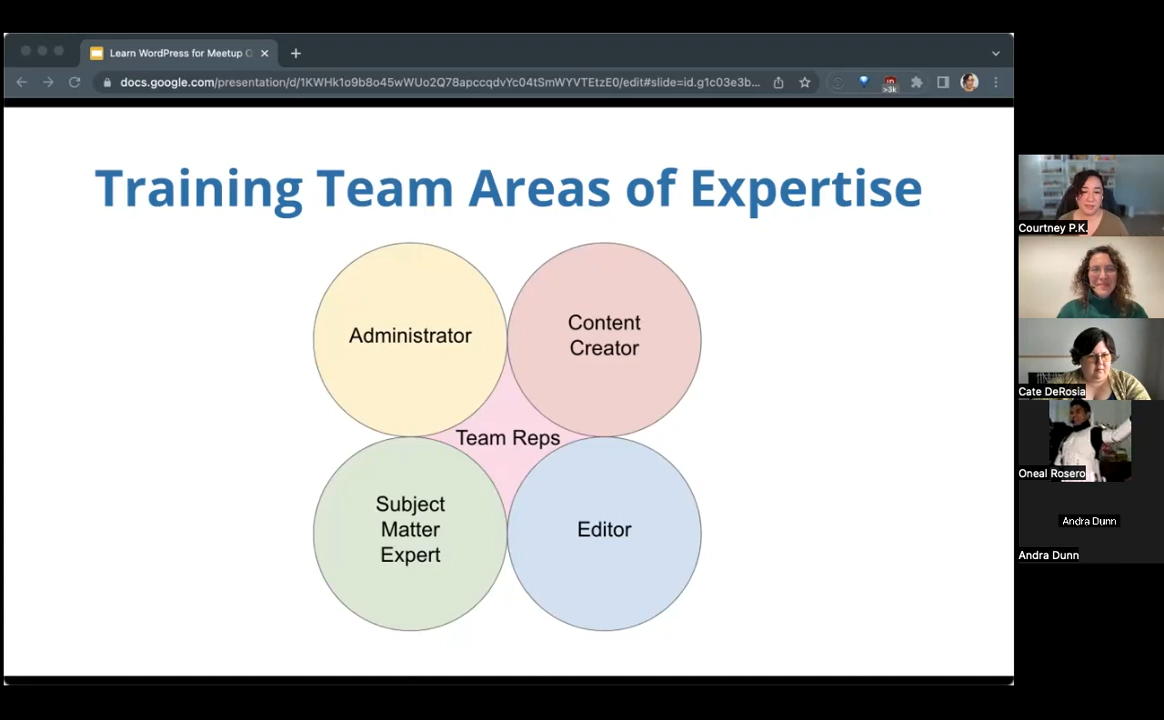 Learn WordPress for Meetup O
docs.google.com/presentation/d/1KWHk1o9b8o45wWUo2Q78apccqdvYc04tSmWYVTEtzE0/edit#slide=id.g1c03e3b...
>3k
Training Team Areas of Expertise
Administrator
Content
Creator
Team Reps
Subject
Matter
Expert
Editor
Courtney P.K.
Cate DeRosia
Oneal Rosero
Andra Dunn
Andra Dunn